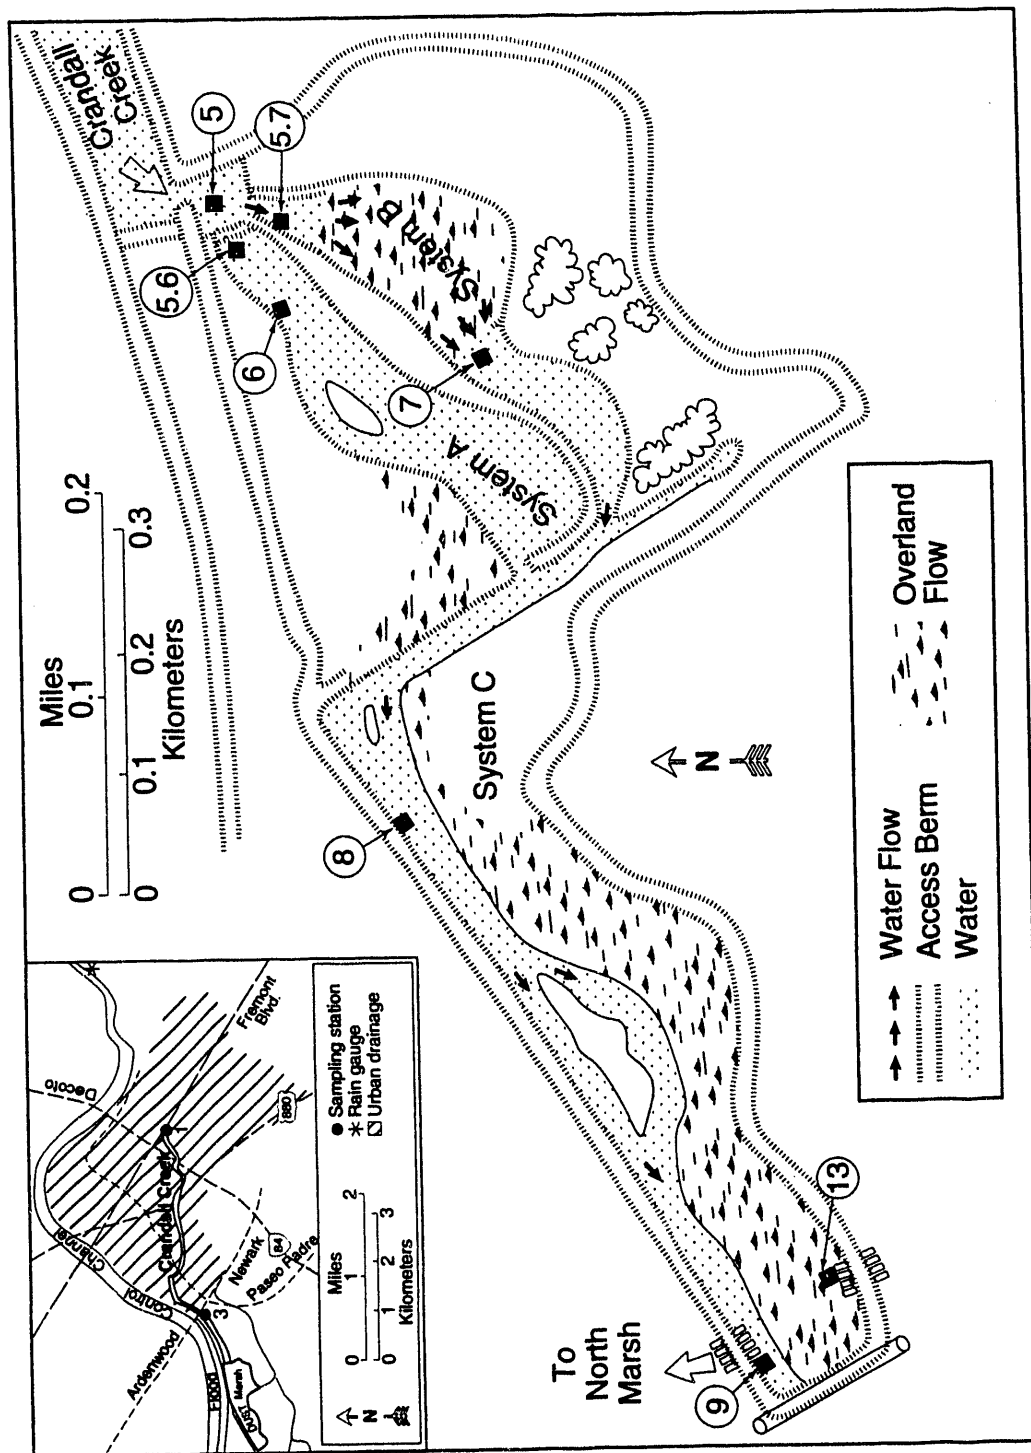 Crandall
Creek
5
5.7
5.6
6
7
System B
System A
System C
8
9
13
To
North
Marsh
Miles
0
0.1
0.2
0
0.1
0.2
0.3
Kilometers
N
Water Flow
Access Berm
Water
Overland
Flow
Decoto
Fremont
Blvd.
880
1
Crandall Creek
Channel
Control
Flood
Ardenwood
3
Newark
84
Paseo Padre
DUST
Marsh
N
Miles
0
1
2
0
1
2
3
Kilometers
Sampling station
Rain gauge
Urban drainage